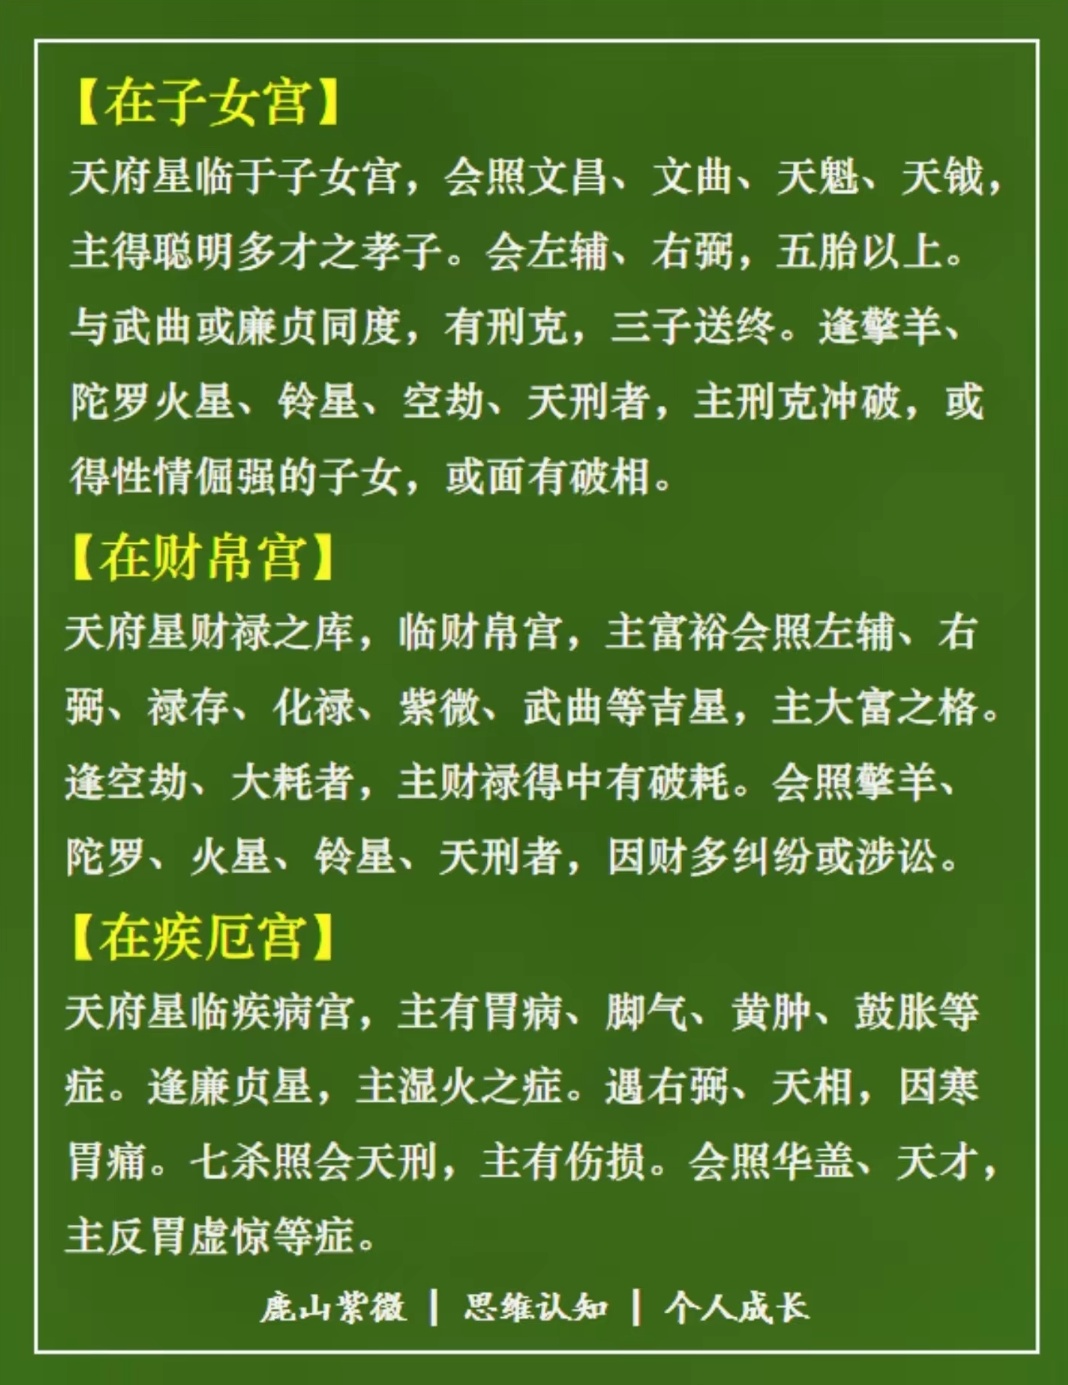 【在子女宫】
天府星临于子女宫，会照文昌、文曲、天魁、天钺，
主得聪明多才之孝子。会左辅、右弼，五胎以上。
与武曲或廉贞同度，有刑克，三子送终。逢擎羊、
陀罗火星、铃星、空劫、天刑者，主刑克冲破，或
得性情倔强的子女，或面有破相。
【在财帛宫】
天府星财禄之库，临财帛宫，主富裕会照左辅、右
弼、禄存、化禄、紫微、武曲等吉星，主大富之格。
逢空劫、大耗者，主财禄得中有破耗。会照擎羊、
陀罗、火星、铃星、天刑者，因财多纠纷或涉讼。
【在疾厄宫】
天府星临疾病宫，主有胃病、脚气、黄肿、鼓胀等
症。逢廉贞星，主湿火之症。遇右弼、天相，因寒
胃痛。七杀照会天刑，主有伤损。会照华盖、天才，
主反胃虚惊等症。
鹿山紫微 | 思维认知 | 个人成长